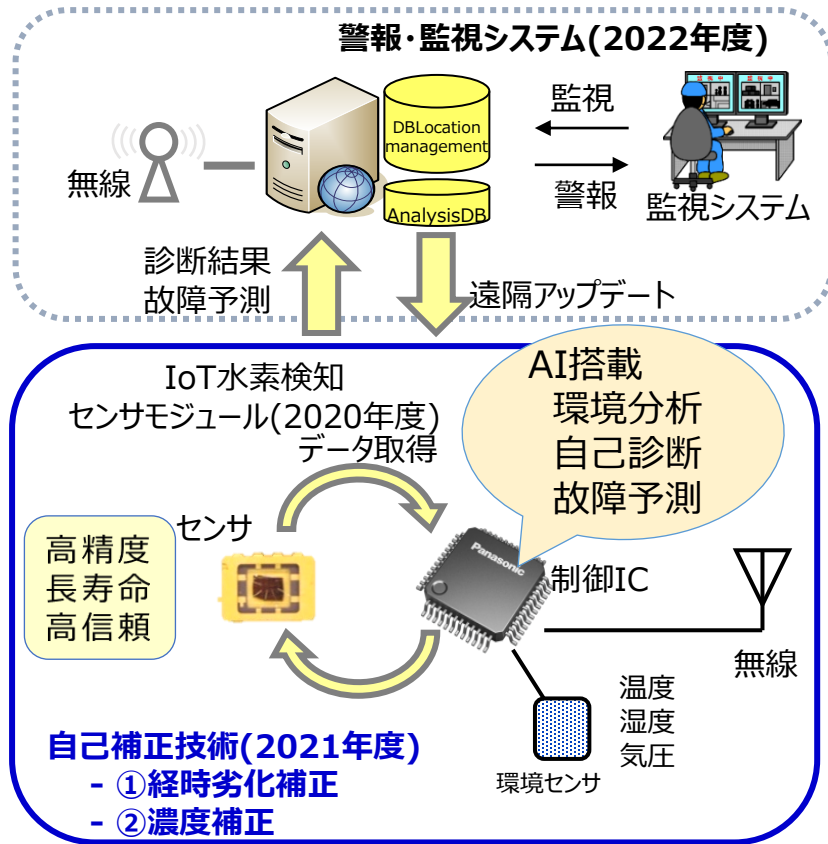 警報・監視システム(2022年度)
DBLocation
management
AnalysisDB
監視中
監視中
監視
警報
監視システム
無線
診断結果
故障予測
遠隔アップデート
IoT水素検知
センサモジュール(2020年度)
データ取得
AI搭載
環境分析
自己診断
故障予測
センサ
高精度
長寿命
高信頼
Panasonic
制御IC
無線
温度
湿度
気圧
環境センサ
自己補正技術(2021年度)
- ①経時劣化補正
- ②濃度補正